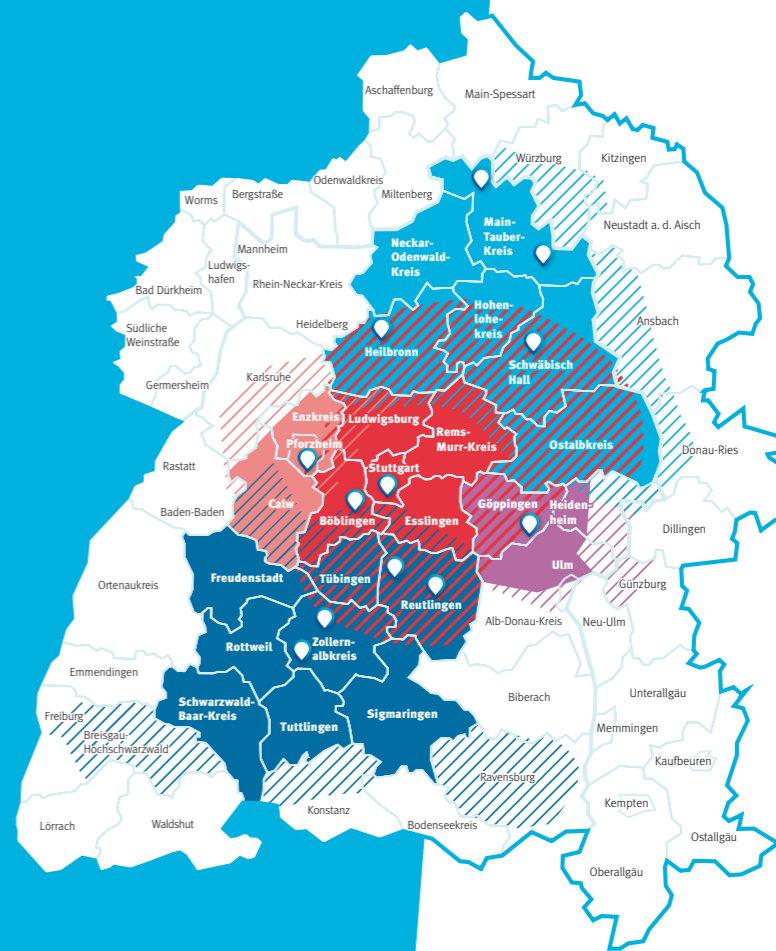 Aschaffenburg
Main-Spessart
Würzburg
Kitzingen
Odenwaldkreis
Miltenberg
Worms
Bergstraße
Main-
Tauber-
Kreis
Neustadt a. d. Aisch
Neckar-
Odenwald-
Kreis
Mannheim
Ludwigs-
hafen
Rhein-Neckar-Kreis
Bad Dürkheim
Hohen-
lohe-
kreis
Ansbach
Heidelberg
Südliche
Weinstraße
Heilbronn
Schwäbisch
Hall
Germersheim
Karlsruhe
Enzkreis
Ludwigsburg
Rems-
Murr-Kreis
Pforzheim
Ostalbkreis
Donau-Ries
Rastatt
Stuttgart
Calw
Göppingen
Heiden-
heim
Baden-Baden
Böblingen
Esslingen
Dillingen
Ulm
Freudenstadt
Tübingen
Ortenaukreis
Günzburg
Reutlingen
Alb-Donau-Kreis
Neu-Ulm
Rottweil
Zollern-
albkreis
Emmendingen
Biberach
Unterallgäu
Schwarzwald-
Baar-Kreis
Sigmaringen
Freiburg
Tuttlingen
Memmingen
Breisgau-
Hochschwarzwald
Kaufbeuren
Ravensburg
Kempten
Konstanz
Lörrach
Waldshut
Bodenseekreis
Ostallgäu
Oberallgäu